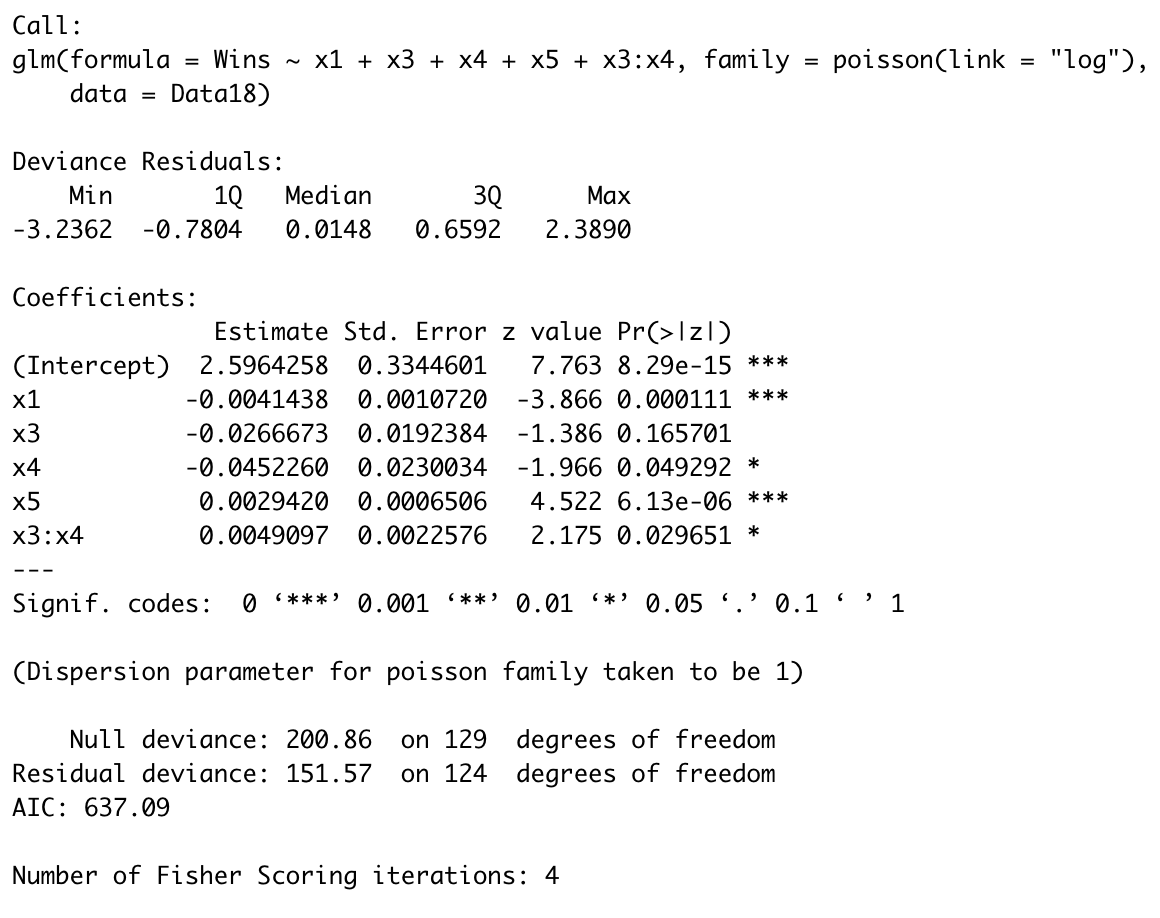 Call:
glm(formula = Wins ~ x1 + x3 + x4 + x5 + x3:x4, family = poisson(link = "log"),
    data = Data18)

Deviance Residuals:
    Min       1Q   Median       3Q      Max
-3.2362  -0.7804   0.0148   0.6592   2.3890

Coefficients:
              Estimate Std. Error z value Pr(>|z|)
(Intercept)  2.5964258  0.3344601   7.763 8.29e-15 ***
x1          -0.0041438  0.0010720  -3.866 0.000111 ***
x3          -0.0266673  0.0192384  -1.386 0.165701
x4          -0.0452260  0.0230034  -1.966 0.049292 *
x5           0.0029420  0.0006506   4.522 6.13e-06 ***
x3:x4        0.0049097  0.0022576   2.175 0.029651 *
---
Signif. codes:  0 ‘***’ 0.001 ‘**’ 0.01 ‘*’ 0.05 ‘.’ 0.1 ‘ ’ 1

(Dispersion parameter for poisson family taken to be 1)

    Null deviance: 200.86  on 129  degrees of freedom
Residual deviance: 151.57  on 124  degrees of freedom
AIC: 637.09

Number of Fisher Scoring iterations: 4